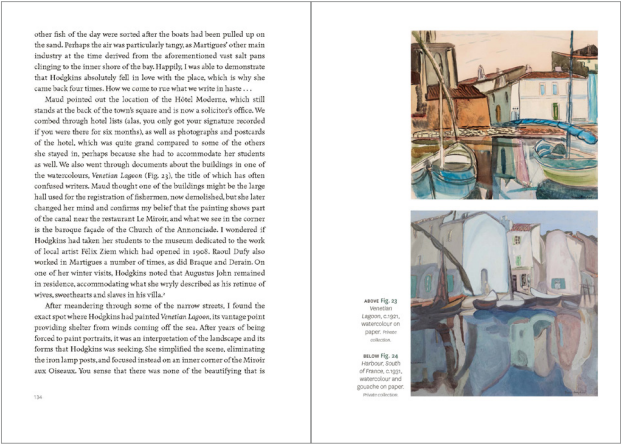 other fish of the day were sorted after the boats had been pulled up on
the sand. Perhaps the air was particularly tangy, as Martigues’ other main
industry at the time derived from the aforementioned vast salt pans
clinging to the inner shore of the bay. Happily, I was able to demonstrate
that Hodgkins absolutely fell in love with the place, which is why she
came back four times. How we come to rue what we write in haste . . .
Maud pointed out the location of the Hôtel Moderne, which still
stands at the back of the town’s square and is now a solicitor’s office. We
combed through hotel lists (alas, you only got your signature recorded
if you were there for six months), as well as photographs and postcards
of the hotel, which was quite grand compared to some of the others
she stayed in, perhaps because she had to accommodate her students
as well. We also went through documents about the buildings in one of
the watercolours, Venetian Lagoon (Fig. 23), the title of which has often
confused writers. Maud thought one of the buildings might be the large
hall used for the registration of fishermen, now demolished, but she later
changed her mind and confirms my belief that the painting shows part
of the canal near the restaurant Le Miroir, and what we see in the corner
is the baroque façade of the Church of the Annonciade. I wondered if
Hodgkins had taken her students to the museum dedicated to the work
of local artist Félix Ziem which had opened in 1908. Raoul Dufy also
worked in Martigues a number of times, as did Braque and Derain. On
one of her winter visits, Hodgkins noted that Augustus John remained
in residence, accommodating what she wryly described as his retinue of
wives, sweethearts and slaves in his villa.
After meandering through some of the narrow streets, I found the
exact spot where Hodgkins had painted Venetian Lagoon, its vantage point
providing shelter from winds coming off the sea. After years of being
forced to paint portraits, it was an interpretation of the landscape and its
forms that Hodgkins was seeking. She simplified the scene, eliminating
the iron lamp posts, and focused instead on an inner corner of the Miroir
aux Oiseaux. You sense that there was none of the beautifying that is
134
ABOVE Fig. 23
Venetian
Lagoon, c.1921,
watercolour on
paper. Private
collection
BELOW Fig. 24
Harbour, South
of France, c.1931,
watercolour and
gouache on paper.
Private collection